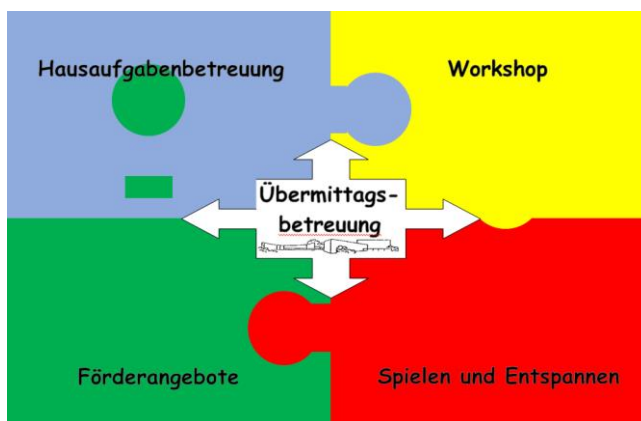 Hausaufgabenbetreuung
Workshop
Übermittags-
betreuung
Förderangebote
Spielen und Entspannen